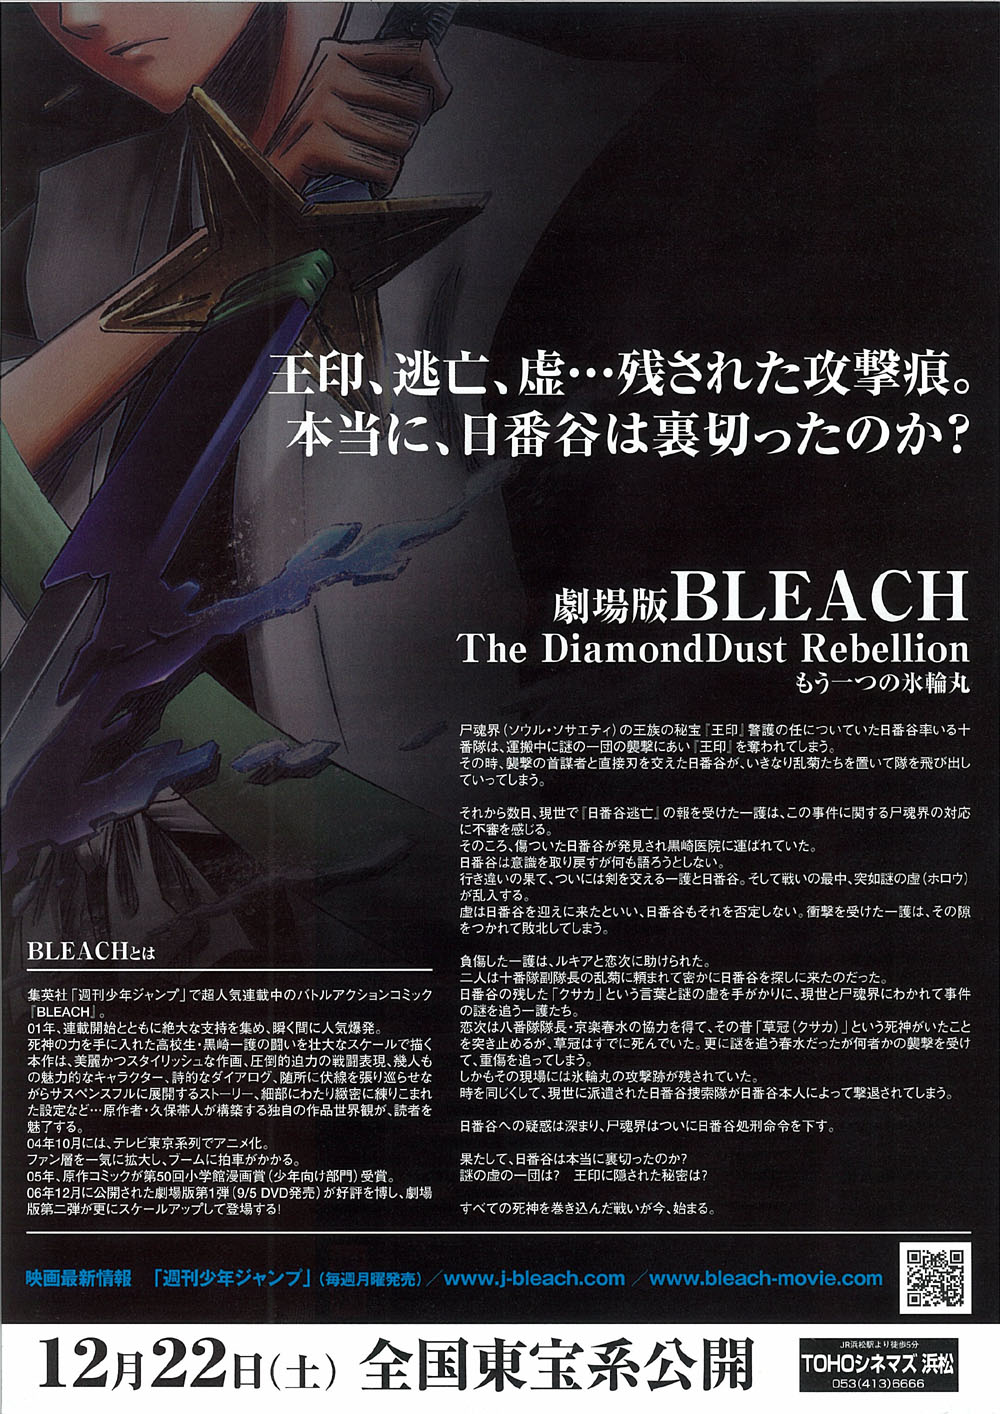 王印、逃亡、虚…残された攻撃痕。
本当に、日番谷は裏切ったのか?
劇場版BLEACH
The DiamondDust Rebellion
もう一つの氷輪丸
尸魂界(ソウル・ソサエティ)の王族の秘宝『王印』警護の任についていた日番谷率いる十
番隊は、運搬中に謎の一団の襲撃にあい『王印』を奪われてしまう。
その時、襲撃の首謀者と直接刃を交えた日番谷が、いきなり乱菊たちを置いて隊を飛び出し
ていってしまう。
それから数日、現世で『日番谷逃亡』の報を受けた一護は、この事件に関する尸魂界の対応
に不審を感じる。
そのころ、傷ついた日番谷が発見され黒崎医院に運ばれていた。
日番谷は意識を取り戻すが何も語ろうとしない。
行き違いの果て、ついには剣を交える一護と日番谷。そして戦いの最中、突如謎の虚(ホロウ)
が乱入する。
虚は日番谷を迎えに来たといい、日番谷もそれを否定しない。衝撃を受けた一護は、その隙
をつかれて敗北してしまう。
負傷した一護は、ルキアと恋次に助けられた。
二人は十番隊副隊長の乱菊に頼まれて密かに日番谷を探しに来たのだった。
日番谷の残した「クサカ」という言葉と謎の虚を手がかりに、現世と尸魂界にわかれて事件
の謎を追う一護たち。
恋次は八番隊隊長・京楽春水の協力を得て、その昔「草冠(クサカ)」という死神がいたこと
を突き止めるが、草冠はすでに死んでいた。更に謎を追う春水だったが何者かの襲撃を受け
て、重傷を追ってしまう。
しかもその現場には氷輪丸の攻撃跡が残されていた。
時を同じくして、現世に派遣された日番谷捜索隊が日番谷本人によって撃退されてしまう。
日番谷への疑惑は深まり、尸魂界はついに日番谷処刑命令を下す。
果たして、日番谷は本当に裏切ったのか?
謎の虚の一団は? 王印に隠された秘密は?
すべての死神を巻き込んだ戦いが今、始まる。
BLEACHとは
集英社「週刊少年ジャンプ」で超人気連載中のバトルアクションコミック
『BLEACH』。
01年、連載開始とともに絶大な支持を集め、瞬く間に人気爆発。
死神の力を手に入れた高校生・黒崎一護の闘いを壮大なスケールで描く
本作は、美麗かつスタイリッシュな作画、圧倒的迫力の戦闘表現、幾人も
の魅力的なキャラクター、詩的なダイアログ、随所に伏線を張り巡らせな
がらサスペンスフルに展開するストーリー、細部にわたり緻密に練りこまれ
た設定など…原作者・久保帯人が構築する独自の作品世界観が、読者を
魅了する。
04年10月には、テレビ東京系列でアニメ化。
ファン層を一気に拡大し、ブームに拍車がかかる。
05年、原作コミックが第50回小学館漫画賞(少年向け部門)受賞。
06年12月に公開された劇場版第1弾(9/5 DVD発売)が好評を博し、劇場
版第二弾が更にスケールアップして登場する!
映画最新情報 「週刊少年ジャンプ」(毎週月曜発売)/www.j-bleach.com /www.bleach-movie.com
12月22日(土) 全国東宝系公開
JR浜松駅より徒歩5分
TOHOシネマズ 浜松
053(413)6666